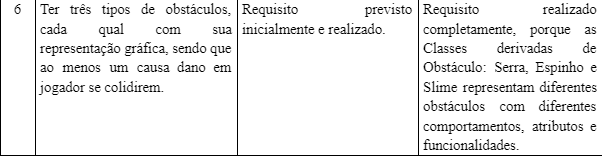 6
Ter três tipos de obstáculos,
cada qual com sua
representação gráfica, sendo que
ao menos um causa dano em
jogador se colidirem.
Requisito previsto
inicialmente e realizado.
Requisito realizado
completamente, porque as
Classes derivadas de
Obstáculo: Serra, Espinho e
Slime representam diferentes
obstáculos com diferentes
comportamentos, atributos e
funcionalidades.